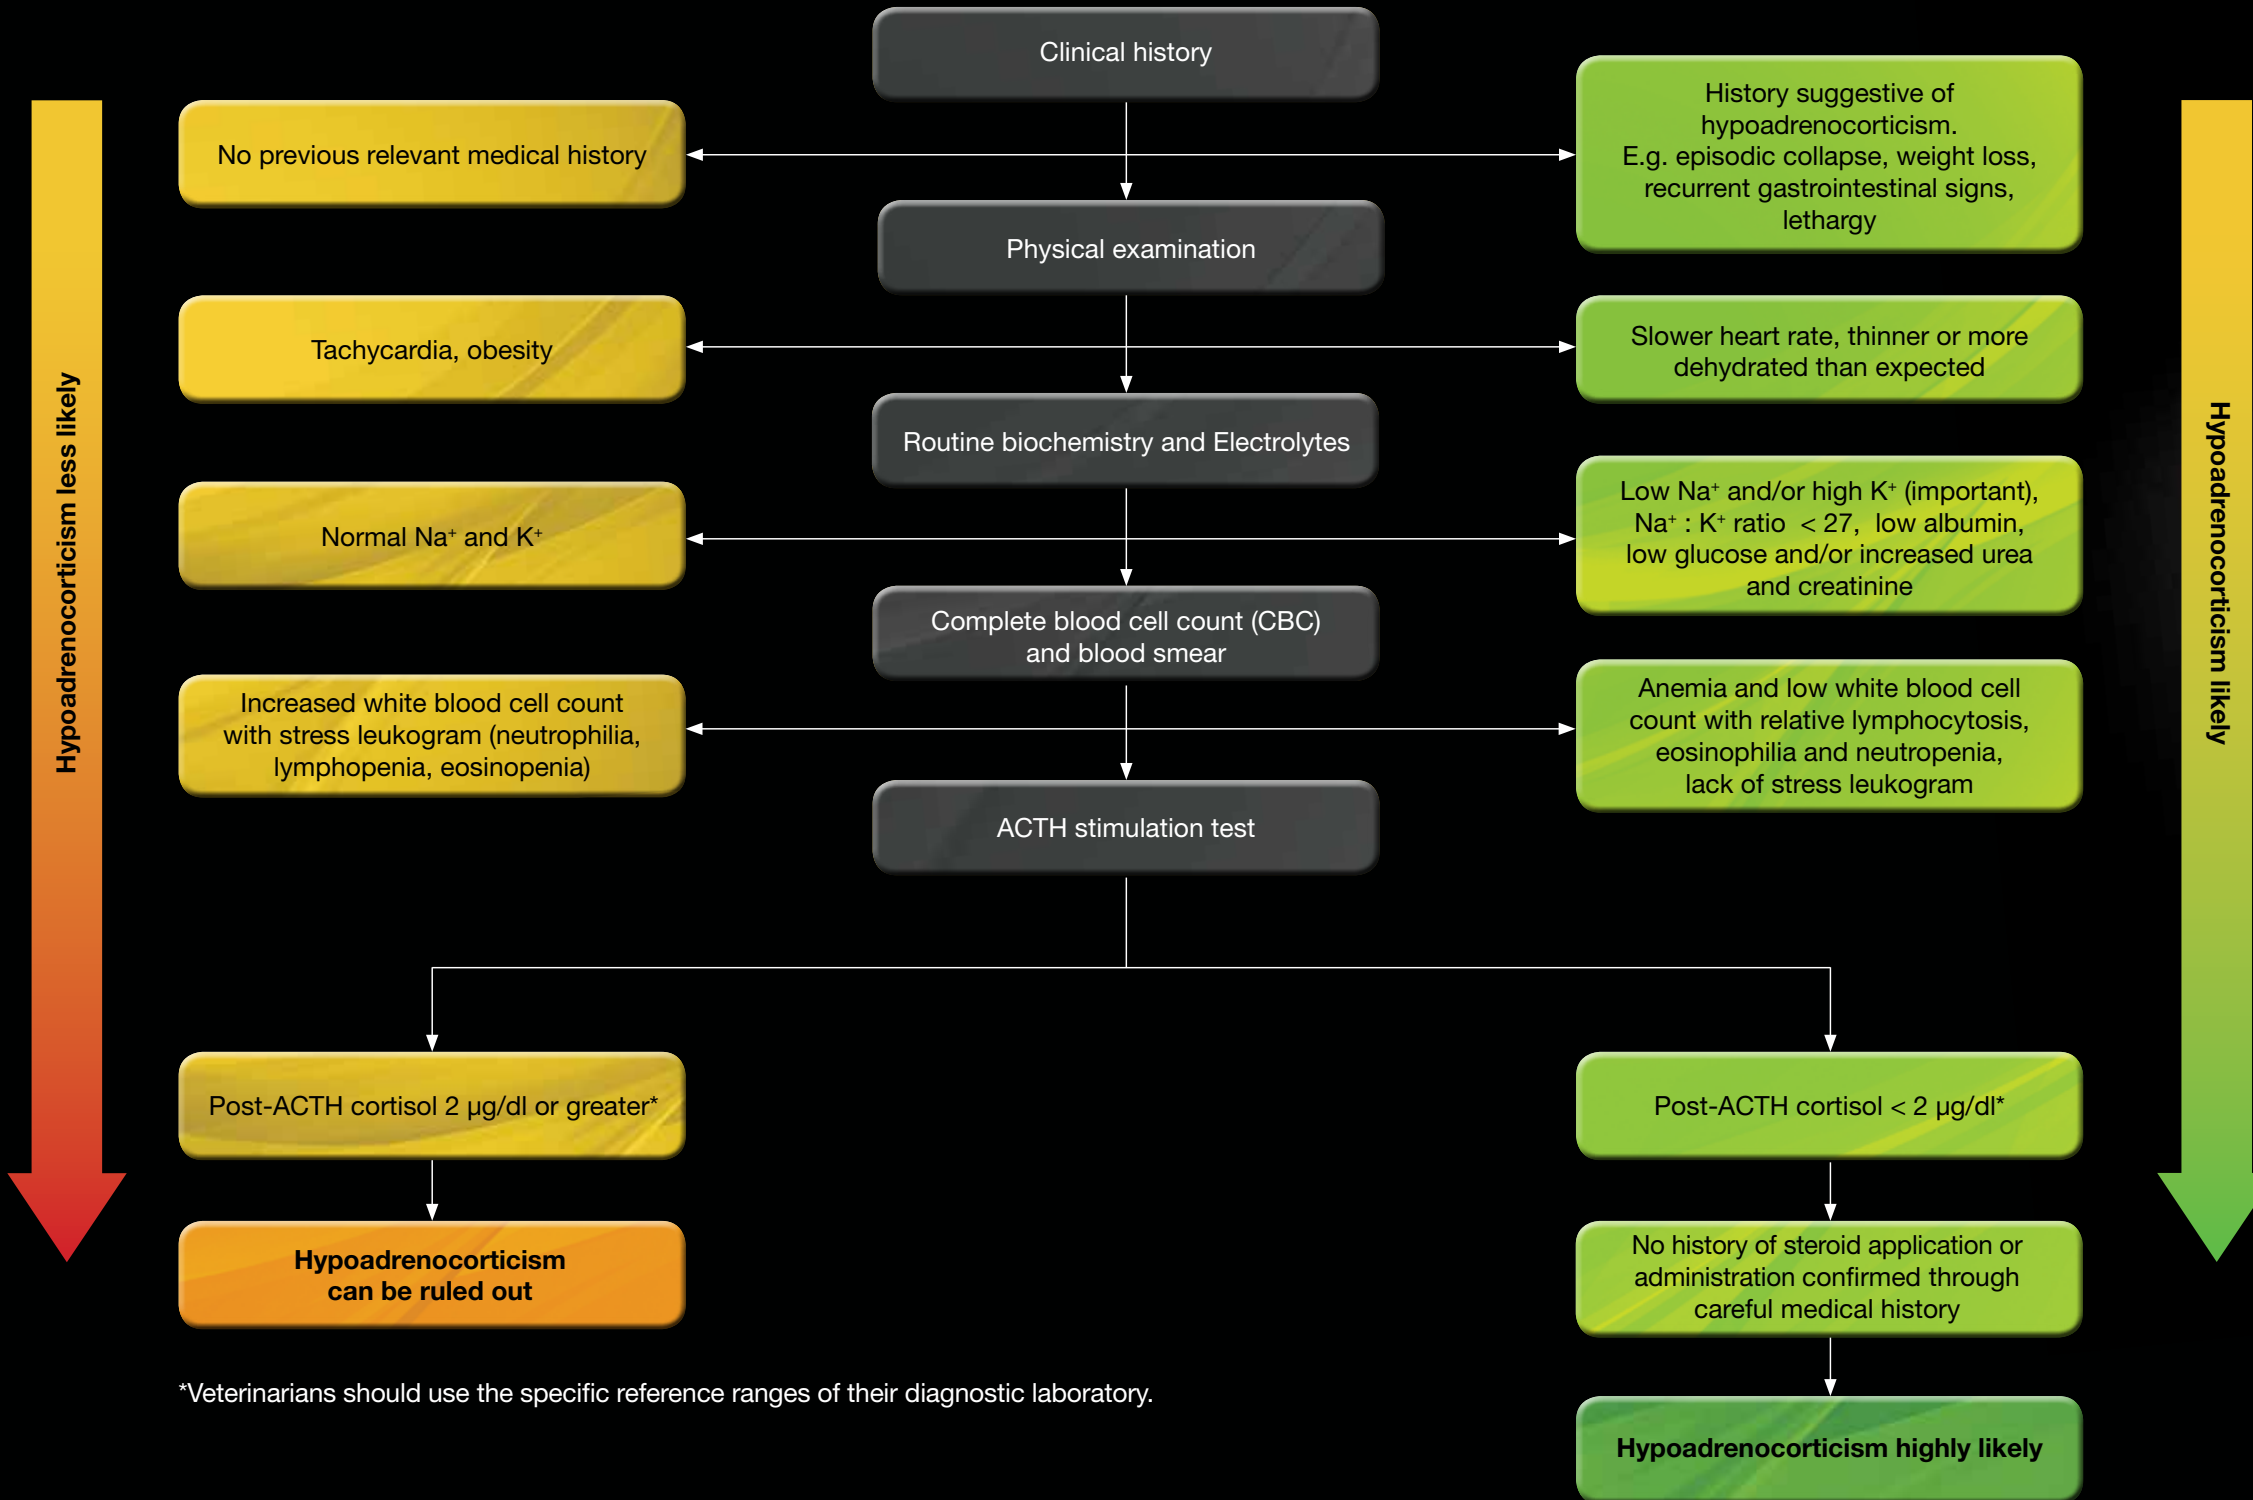 Clinical history
No previous relevant medical history
History suggestive of
hypoadrenocorticism.
E.g. episodic collapse, weight loss,
recurrent gastrointestinal signs,
lethargy
Physical examination
Tachycardia, obesity
Slower heart rate, thinner or more
dehydrated than expected
Routine biochemistry and Electrolytes
Normal Na⁺ and K⁺
Low Na⁺ and/or high K⁺ (important),
Na⁺ : K⁺ ratio < 27, low albumin,
low glucose and/or increased urea
and creatinine
Complete blood cell count (CBC)
and blood smear
Increased white blood cell count
with stress leukogram (neutrophilia,
lymphopenia, eosinopenia)
Anemia and low white blood cell
count with relative lymphocytosis,
eosinophilia and neutropenia,
lack of stress leukogram
ACTH stimulation test
Post-ACTH cortisol 2 µg/dl or greater*
Post-ACTH cortisol < 2 µg/dl*
Hypoadrenocorticism
can be ruled out
No history of steroid application or
administration confirmed through
careful medical history
Hypoadrenocorticism highly likely
*Veterinarians should use the specific reference ranges of their diagnostic laboratory.
Hypoadrenocorticism less likely
Hypoadrenocorticism likely